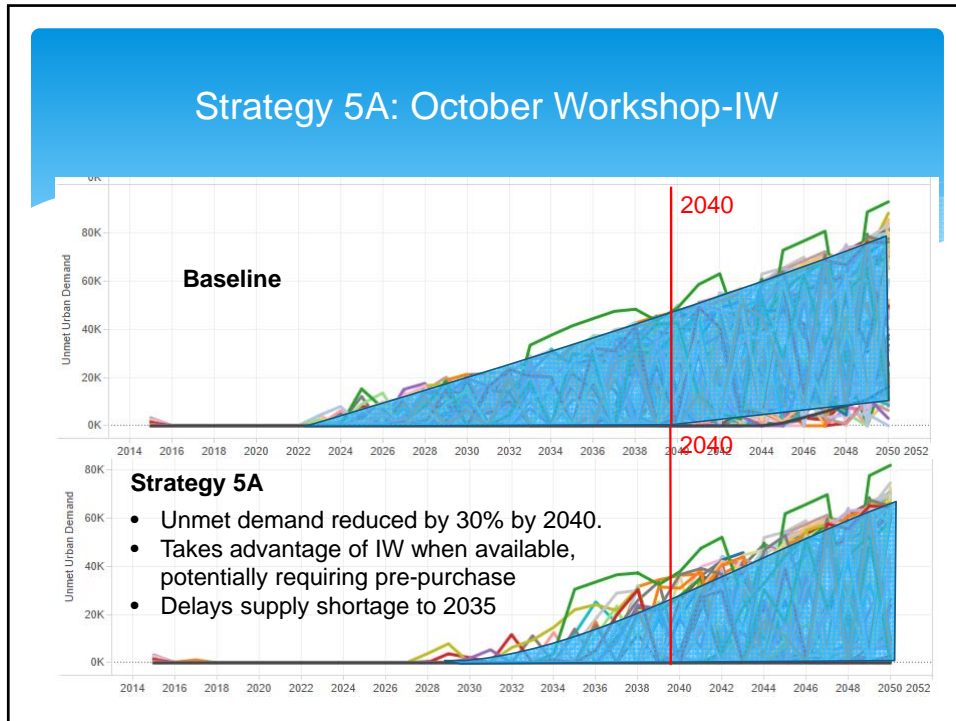 Strategy 5A: October Workshop-IW
2040
80K
60K
40K
20K
0K
Unmet Urban Demand
Baseline
2014 2016 2018 2020 2022 2024 2026 2028 2030 2032 2034 2036 2038 2040 2042 2044 2046 2048 2050 2052
2040
80K
60K
40K
20K
0K
Unmet Urban Demand
Strategy 5A
• Unmet demand reduced by 30% by 2040.
• Takes advantage of IW when available,
potentially requiring pre-purchase
• Delays supply shortage to 2035
2014 2016 2018 2020 2022 2024 2026 2028 2030 2032 2034 2036 2038 2040 2042 2044 2046 2048 2050 2052